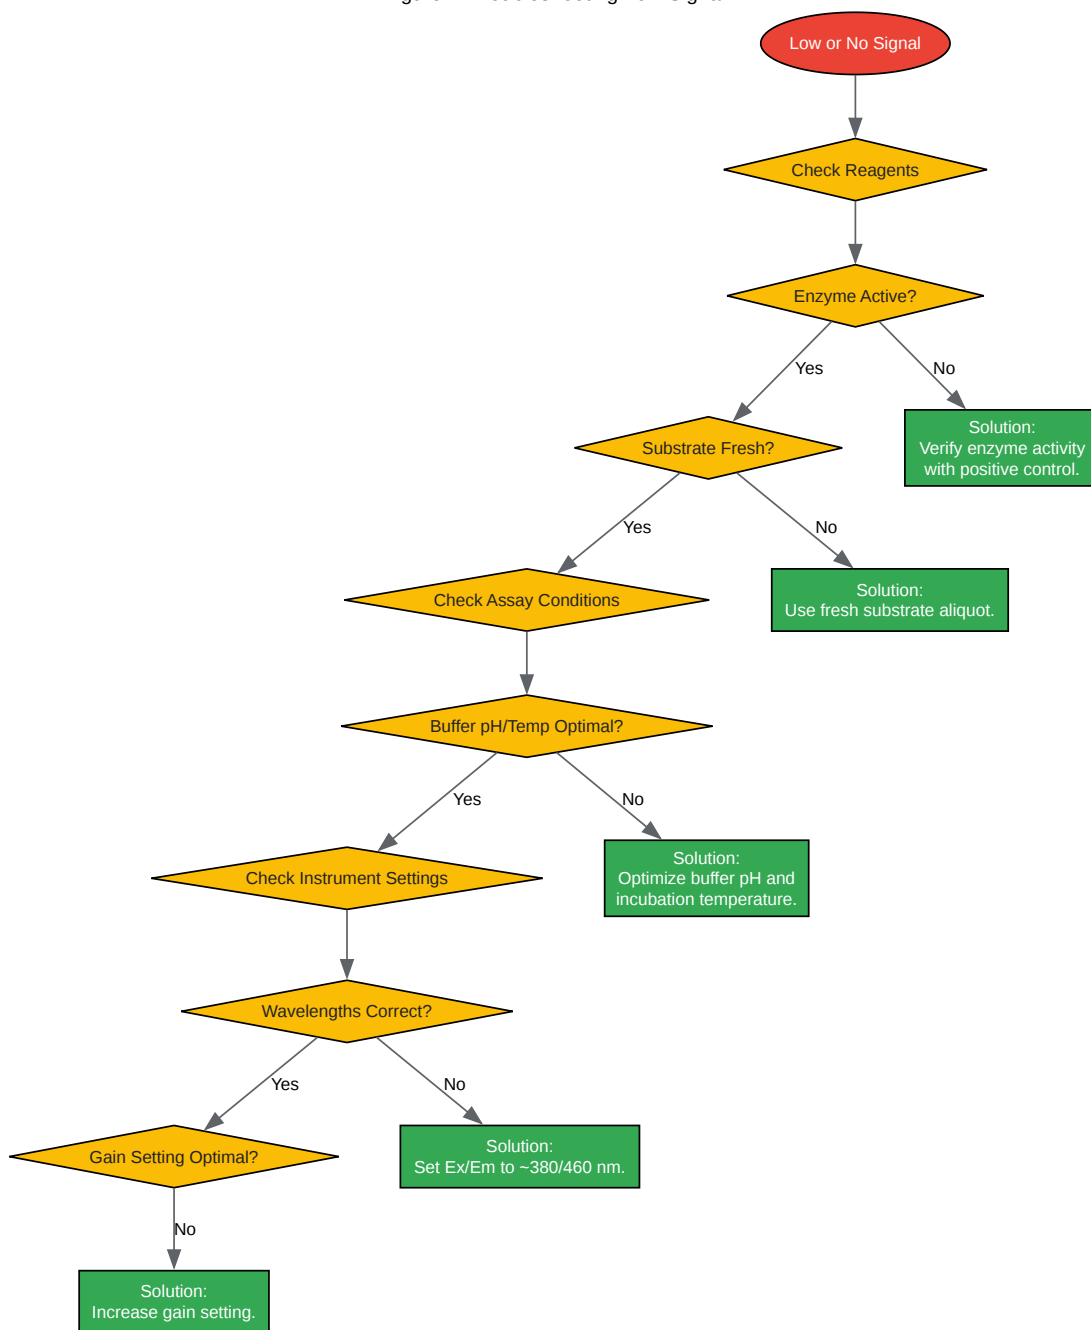 Low or No Signal
Check Reagents
Enzyme Active?
Yes
No
Solution:
Verify enzyme activity
with positive control.
Substrate Fresh?
Yes
No
Solution:
Use fresh substrate aliquot.
Check Assay Conditions
Buffer pH/Temp Optimal?
Yes
No
Solution:
Optimize buffer pH and
incubation temperature.
Check Instrument Settings
Wavelengths Correct?
Yes
No
Solution:
Set Ex/Em to ~380/460 nm.
Gain Setting Optimal?
No
Solution:
Increase gain setting.